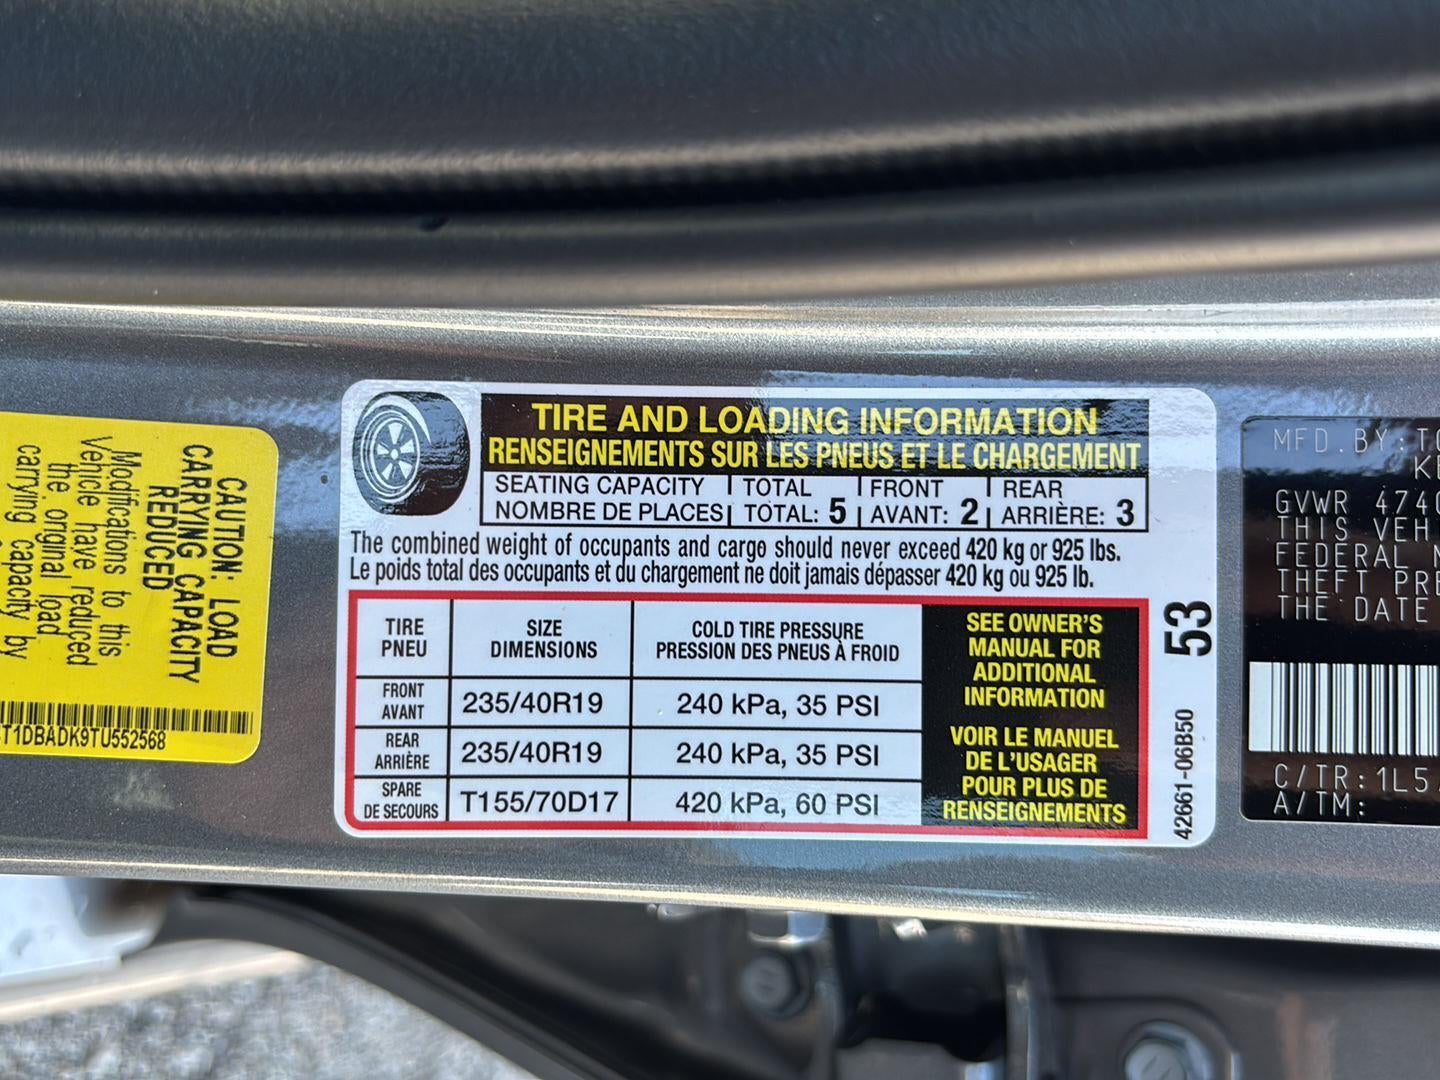 CAUTION: LOAD
CARRYING CAPACITY
REDUCED
Modifications to this
Vehicle have reduced
the original load
carrying capacity by
T1DBADK9TU552568
TIRE AND LOADING INFORMATION
RENSEIGNEMENTS SUR LES PNEUS ET LE CHARGEMENT
SEATING CAPACITY TOTAL FRONT REAR
NOMBRE DE PLACES TOTAL: 5 AVANT: 2 ARRIÈRE: 3
The combined weight of occupants and cargo should never exceed 420 kg or 925 lbs.
Le poids total des occupants et du chargement ne doit jamais dépasser 420 kg ou 925 lb.
TIRE SIZE COLD TIRE PRESSURE
PNEU DIMENSIONS PRESSION DES PNEUS À FROID
FRONT
AVANT 235/40R19 240 kPa, 35 PSI
REAR
ARRIÈRE 235/40R19 240 kPa, 35 PSI
SPARE
DE SECOURS T155/70D17 420 kPa, 60 PSI
SEE OWNER'S
MANUAL FOR
ADDITIONAL
INFORMATION
VOIR LE MANUEL
DE L'USAGER
POUR PLUS DE
RENSEIGNEMENTS
53
42661-06B50
MFD.BY:
GVWR 4740
THIS VEH
FEDERAL M
THEFT PRE
THE DATE
C/TR:1L5
A/TM: